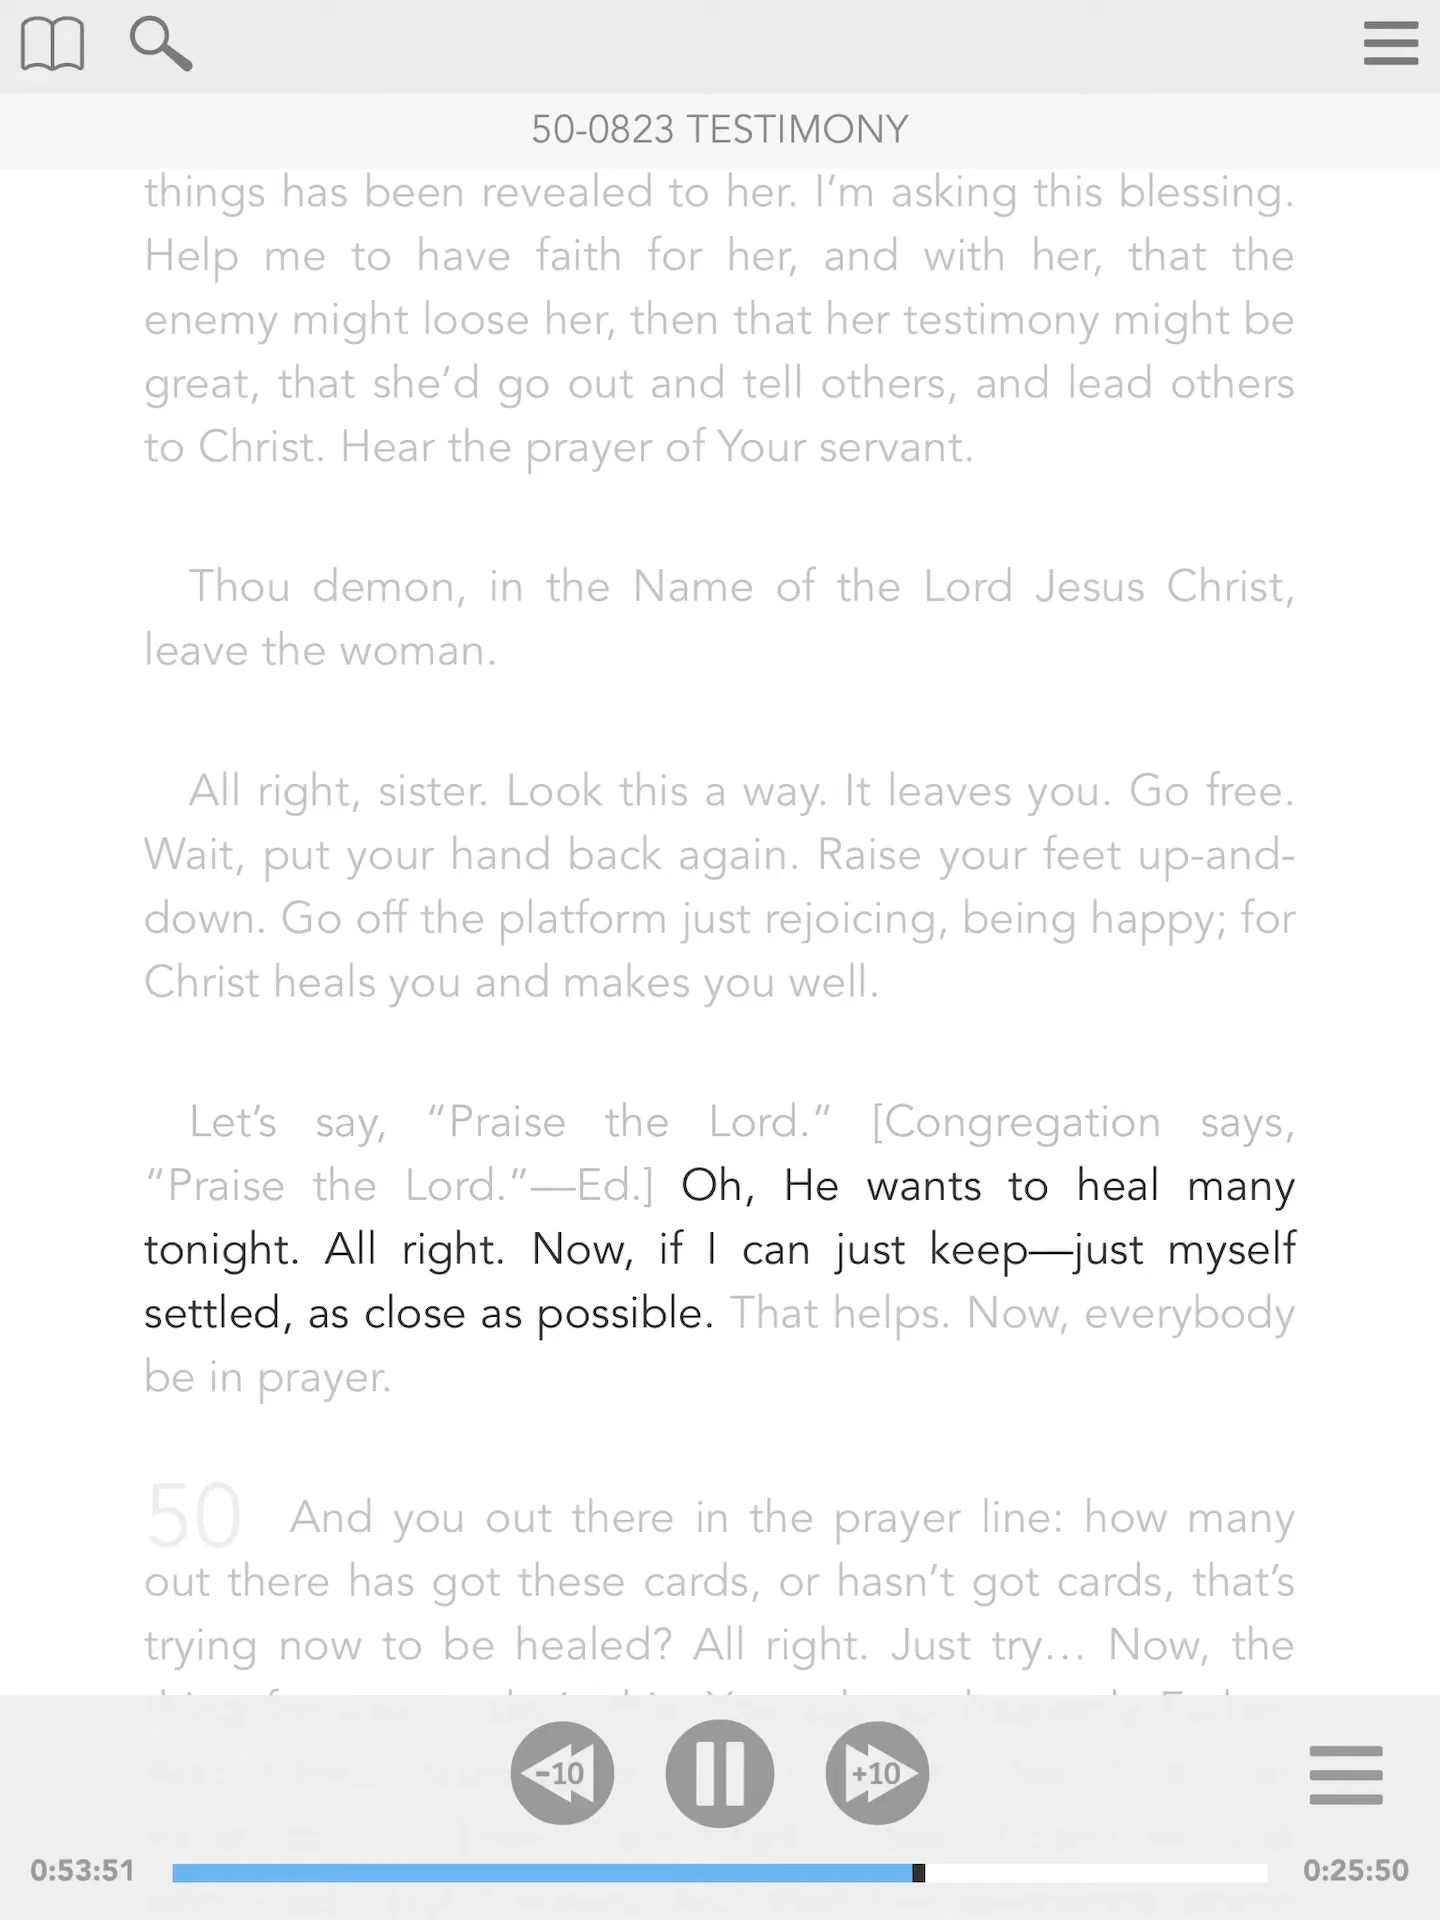 50-0823 TESTIMONY
things has been revealed to her. I’m asking this blessing.
Help me to have faith for her, and with her, that the
enemy might loose her, then that her testimony might be
great, that she’d go out and tell others, and lead others
to Christ. Hear the prayer of Your servant.
Thou demon, in the Name of the Lord Jesus Christ,
leave the woman.
All right, sister. Look this a way. It leaves you. Go free.
Wait, put your hand back again. Raise your feet up-and-
down. Go off the platform just rejoicing, being happy; for
Christ heals you and makes you well.
Let’s say, “Praise the Lord.” [Congregation says,
“Praise the Lord.”—Ed.] Oh, He wants to heal many
tonight. All right. Now, if I can just keep—just myself
settled, as close as possible. That helps. Now, everybody
be in prayer.
50 And you out there in the prayer line: how many
out there has got these cards, or hasn’t got cards, that’s
trying now to be healed? All right. Just try… Now, the
-10
+10
0:53:51
0:25:50